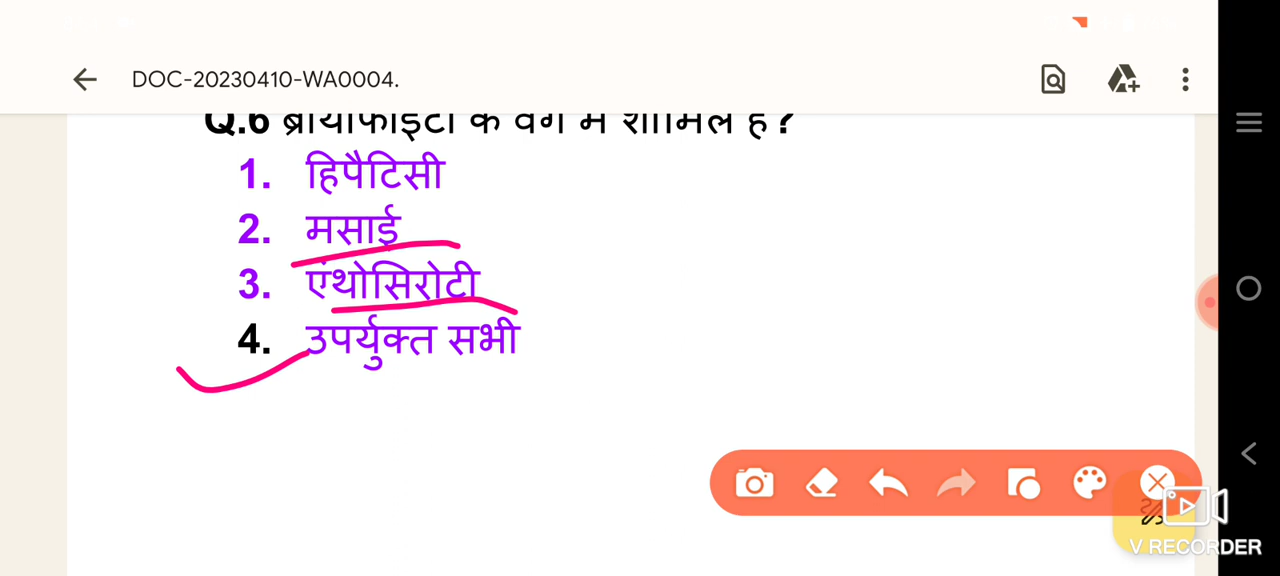 DOC-20230410-WA0004.
Q.6 ब्रायोफाइटा के वर्ग में शामिल है?
1. हिपैटिसी
2. मसाई
3. एंथोसिरोटी
4. उपर्युक्त सभी
V RECORDER